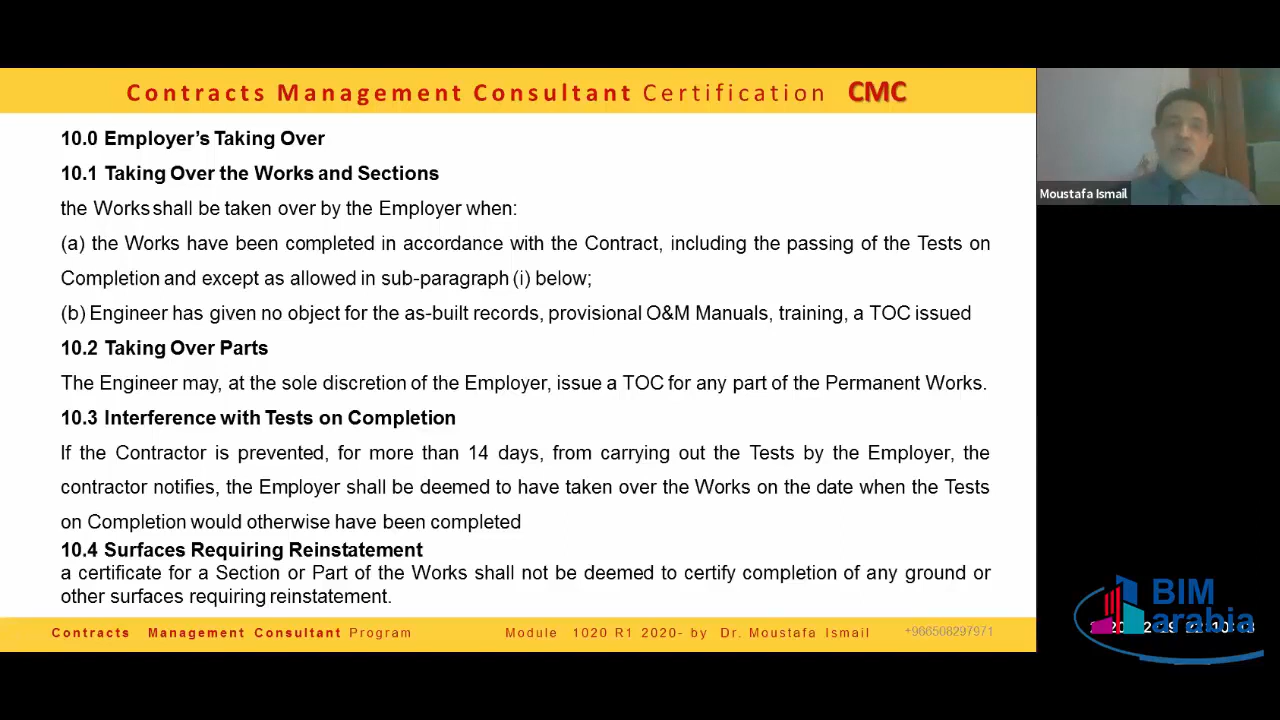 Contracts Management Consultant Certification CMC
10.0 Employer's Taking Over
10.1 Taking Over the Works and Sections
the Works shall be taken over by the Employer when:
(a) the Works have been completed in accordance with the Contract, including the passing of the Tests on
Completion and except as allowed in sub-paragraph (i) below;
(b) Engineer has given no object for the as-built records, provisional O&M Manuals, training, a TOC issued
10.2 Taking Over Parts
The Engineer may, at the sole discretion of the Employer, issue a TOC for any part of the Permanent Works.
10.3 Interference with Tests on Completion
If the Contractor is prevented, for more than 14 days, from carrying out the Tests by the Employer, the
contractor notifies, the Employer shall be deemed to have taken over the Works on the date when the Tests
on Completion would otherwise have been completed
10.4 Surfaces Requiring Reinstatement
a certificate for a Section or Part of the Works shall not be deemed to certify completion of any ground or
other surfaces requiring reinstatement.
Contracts Management Consultant Program
Module 1020 R1 2020- by Dr. Moustafa Ismail
+966508297971
Moustafa Ismail
BIM
arabia